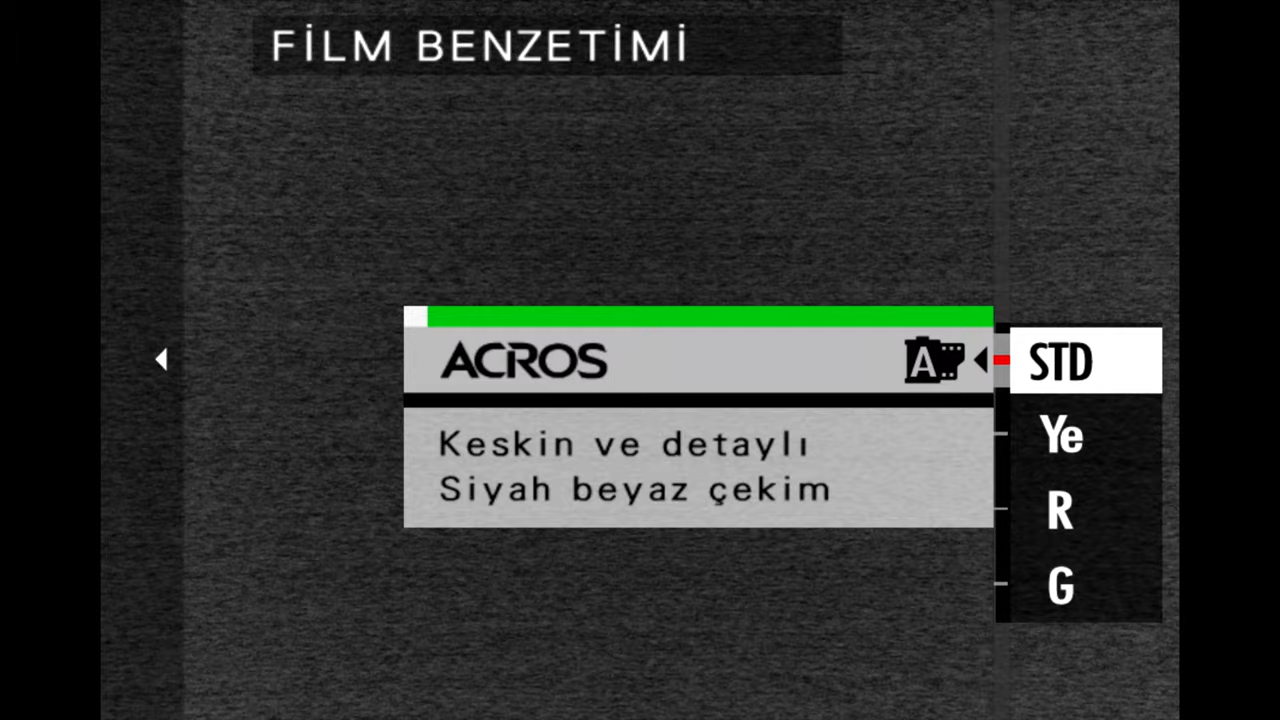 FİLM BENZETİMİ
ACROS
A
STD
Keskin ve detaylı
Ye
Siyah beyaz çekim
R
G